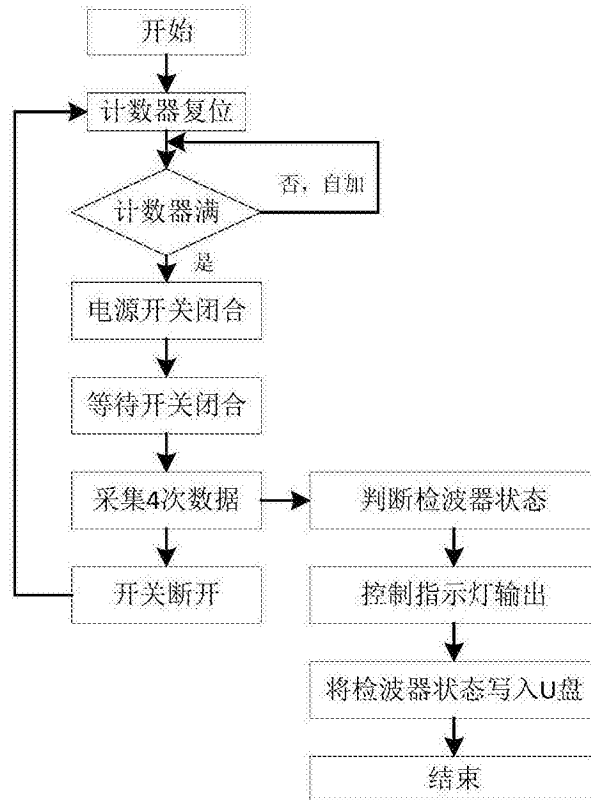 开始
计数器复位
否，自加
计数器满
是
电源开关闭合
等待开关闭合
采集4次数据
判断检波器状态
开关断开
控制指示灯输出
将检波器状态写入U盘
结束